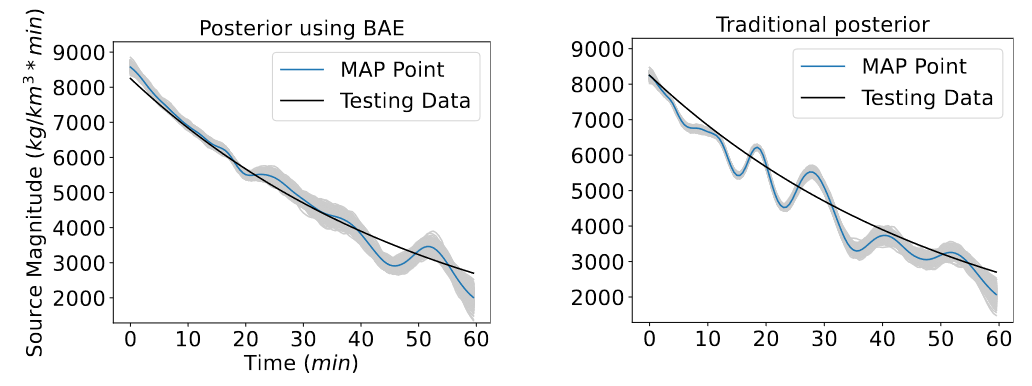 Posterior using BAE
Source Magnitude (kg/km³ * min)
9000
8000
7000
6000
5000
4000
3000
2000
MAP Point
Testing Data
0 10 20 30 40 50 60
Time (min)
Traditional posterior
9000
8000
7000
6000
5000
4000
3000
2000
MAP Point
Testing Data
0 10 20 30 40 50 60